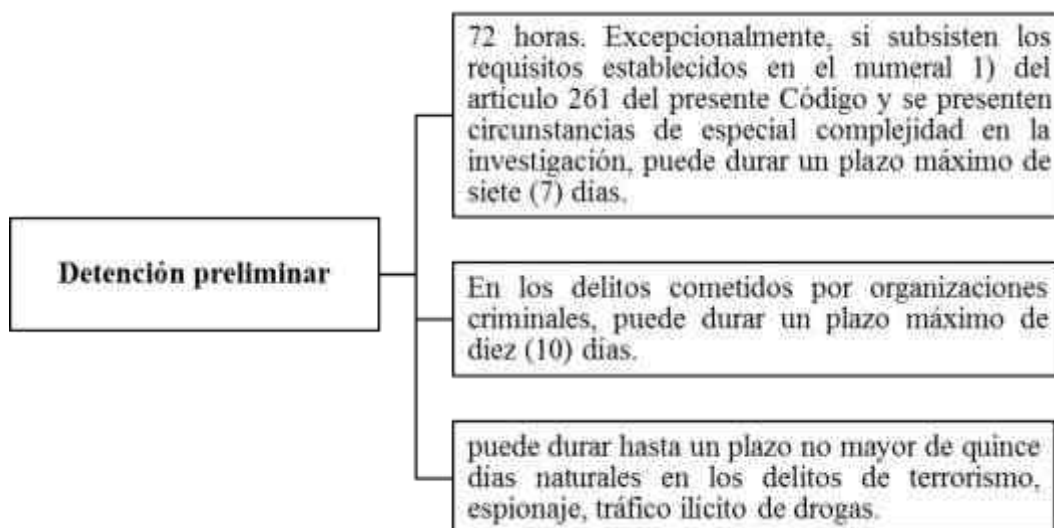 72 horas. Excepcionalmente, si subsisten los
requisitos establecidos en el numeral 1) del
artículo 261 del presente Código y se presenten
circunstancias de especial complejidad en la
investigación, puede durar un plazo máximo de
siete (7) días.
Detención preliminar
En los delitos cometidos por organizaciones
criminales, puede durar un plazo máximo de
diez (10) días.
puede durar hasta un plazo no mayor de quince
días naturales en los delitos de terrorismo,
espionaje, tráfico ilícito de drogas.